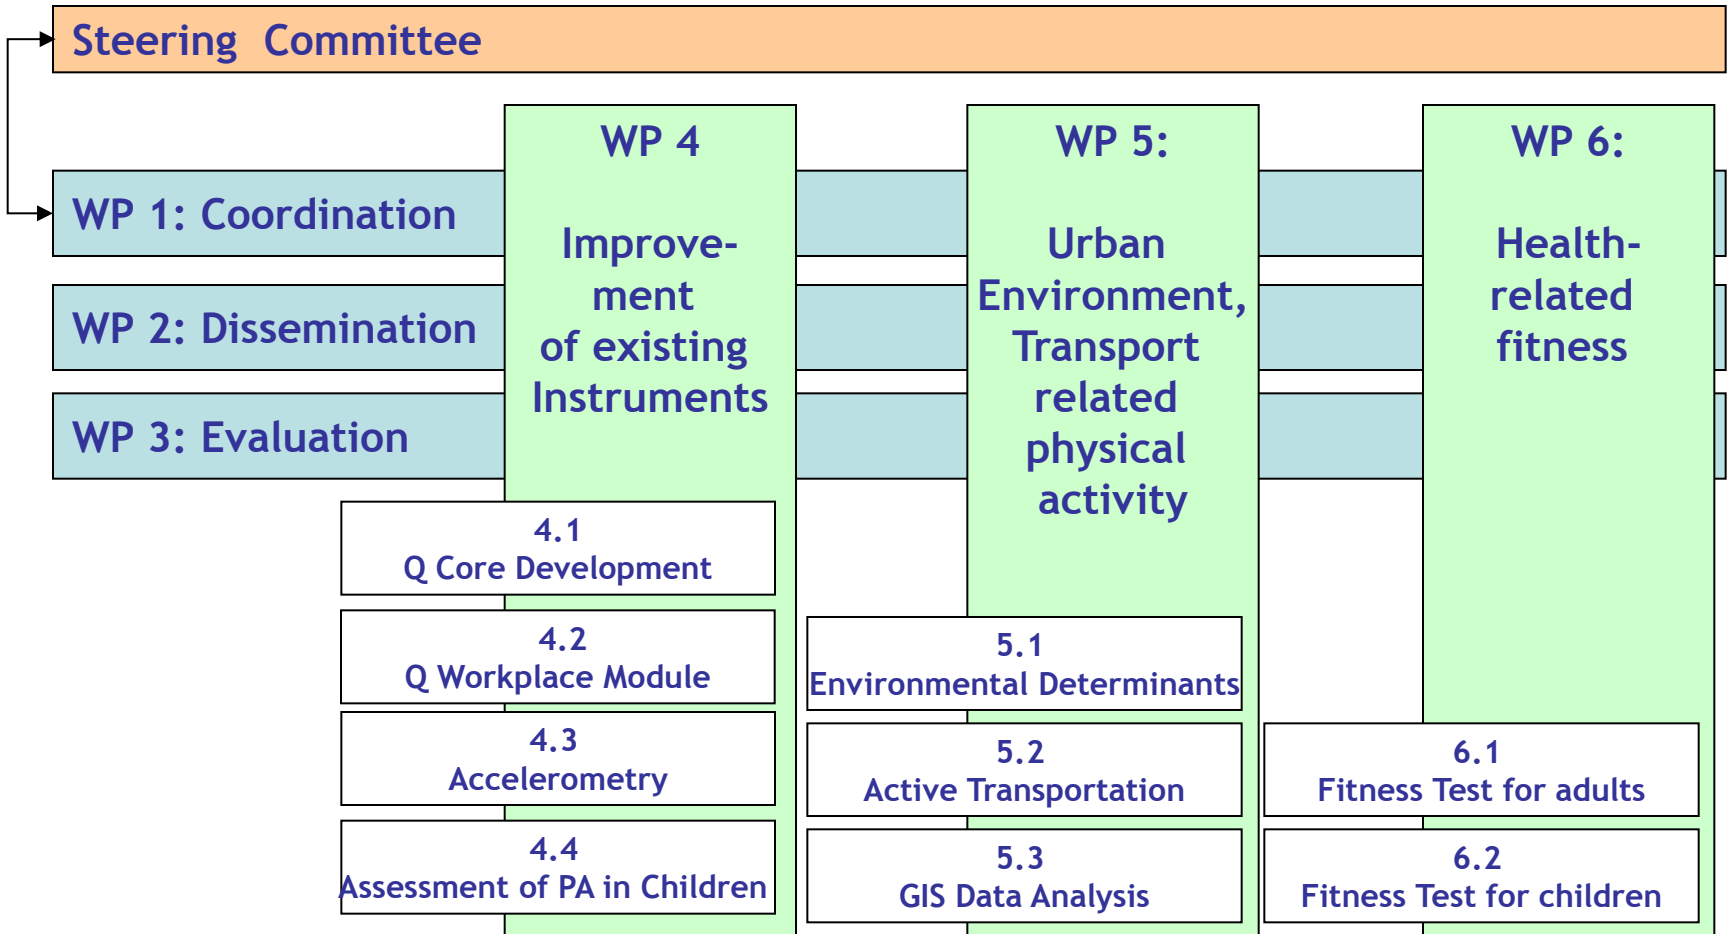 Steering Committee
WP 1: Coordination
WP 2: Dissemination
WP 3: Evaluation
WP 4
Improve-
ment
of existing
Instruments
4.1
Q Core Development
4.2
Q Workplace Module
4.3
Accelerometry
4.4
Assessment of PA in Children
WP 5:
Urban
Environment,
Transport
related
physical
activity
5.1
Environmental Determinants
5.2
Active Transportation
5.3
GIS Data Analysis
WP 6:
Health-
related
fitness
6.1
Fitness Test for adults
6.2
Fitness Test for children